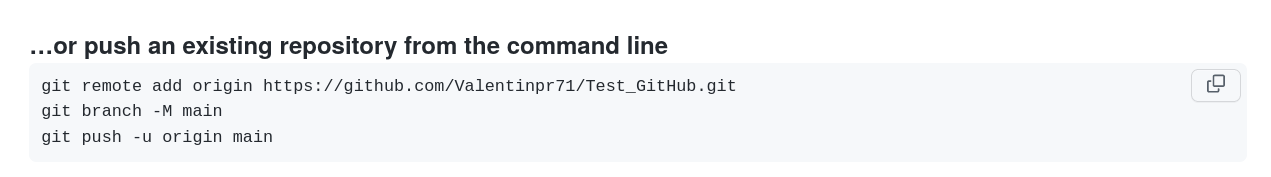 ...or push an existing repository from the command line
git remote add origin https://github.com/Valentinpr71/Test_GitHub.git
git branch -M main
git push -u origin main